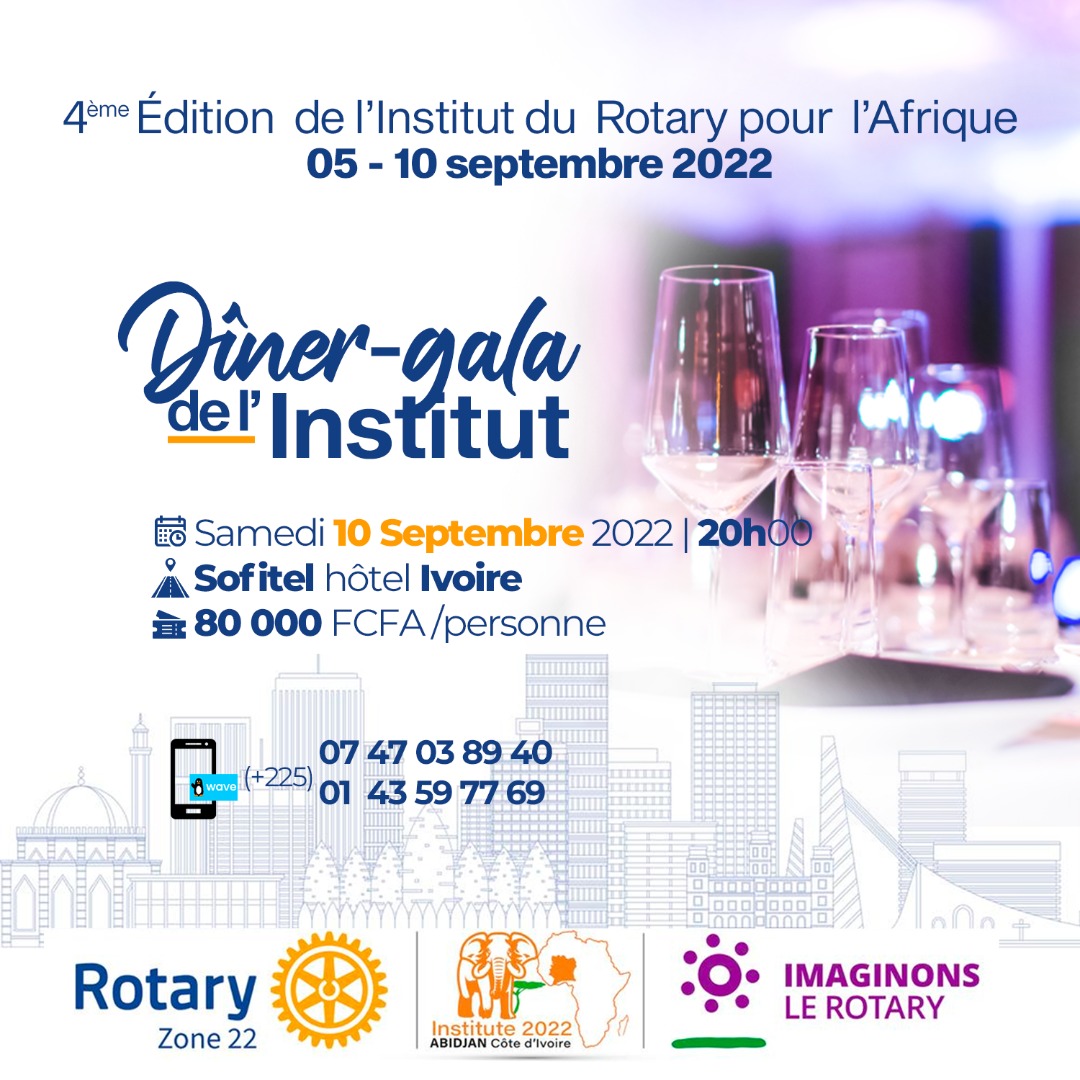 4ème Édition de l'Institut du Rotary pour l'Afrique
05 - 10 septembre 2022
Dîner-gala
de l' Institut
Samedi 10 Septembre 2022 | 20h00
Sofitel hôtel Ivoire
80 000 FCFA /personne
wave (+225) 07 47 03 89 40
01 43 59 77 69
Rotary
Zone 22
Institute 2022
ABIDJAN Côte d'Ivoire
IMAGINONS
LE ROTARY